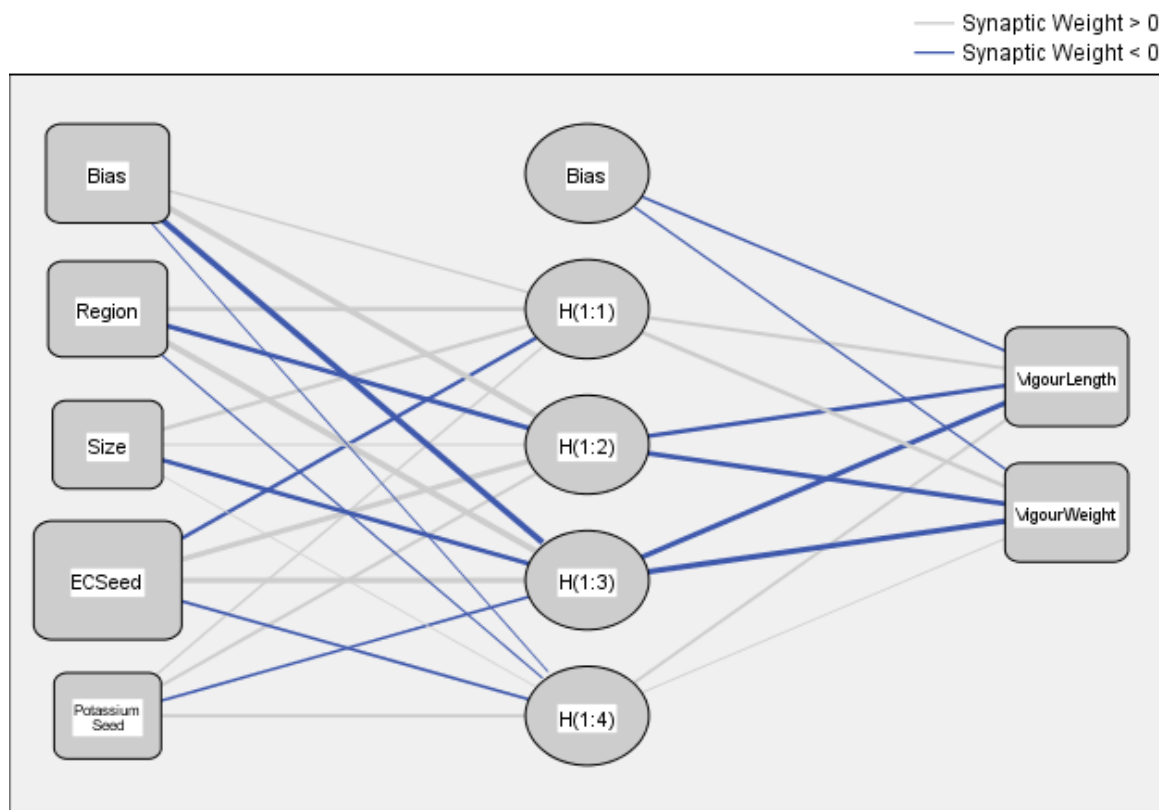 Synaptic Weight > 0
Synaptic Weight < 0
Bias
Bias
Region
H(1:1)
VigourLength
Size
H(1:2)
VigourWeight
ECSeed
H(1:3)
Potassium
Seed
H(1:4)